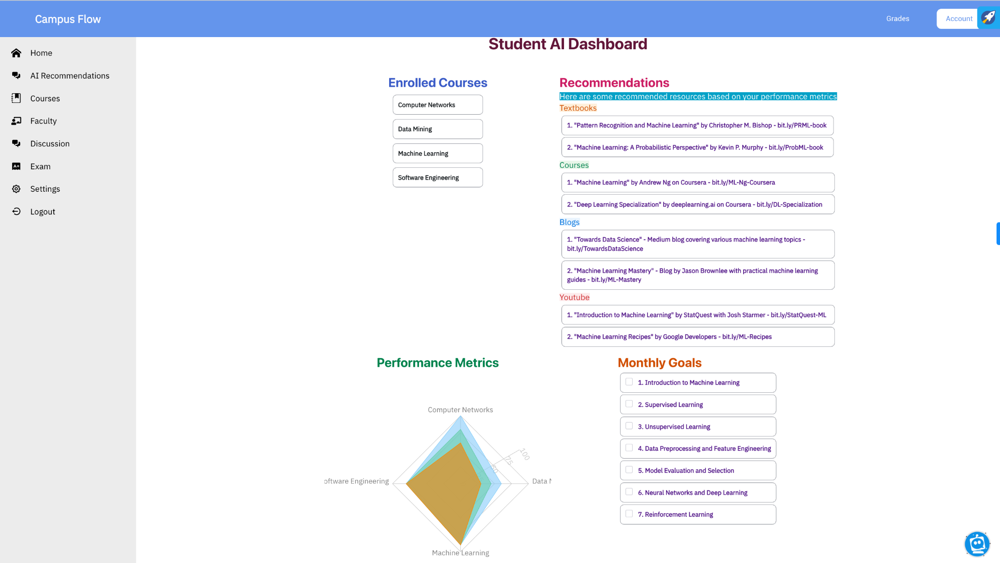 Campus Flow
Grades
Account
Home
AI Recommendations
Courses
Faculty
Discussion
A+
Exam
Settings
Logout
Student AI Dashboard
Enrolled Courses
Computer Networks
Data Mining
Machine Learning
Software Engineering
Recommendations
Here are some recommended resources based on your performance metrics
Textbooks
1. "Pattern Recognition and Machine Learning" by Christopher M. Bishop - bit.ly/PRML-book
2. "Machine Learning: A Probabilistic Perspective" by Kevin P. Murphy - bit.ly/ProbML-book
Courses
1. "Machine Learning" by Andrew Ng on Coursera - bit.ly/ML-Ng-Coursera
2. "Deep Learning Specialization" by deeplearning.ai on Coursera - bit.ly/DL-Specialization
Blogs
1. "Towards Data Science" - Medium blog covering various machine learning topics -
bit.ly/TowardsDataScience
2. "Machine Learning Mastery" - Blog by Jason Brownlee with practical machine learning
guides - bit.ly/ML-Mastery
Youtube
1. "Introduction to Machine Learning" by StatQuest with Josh Starmer - bit.ly/StatQuest-ML
2. "Machine Learning Recipes" by Google Developers - bit.ly/ML-Recipes
Performance Metrics
Computer Networks
100
75
50
oftware Engineering
Data M
Machine Learning
Monthly Goals
1. Introduction to Machine Learning
2. Supervised Learning
3. Unsupervised Learning
4. Data Preprocessing and Feature Engineering
5. Model Evaluation and Selection
6. Neural Networks and Deep Learning
7. Reinforcement Learning